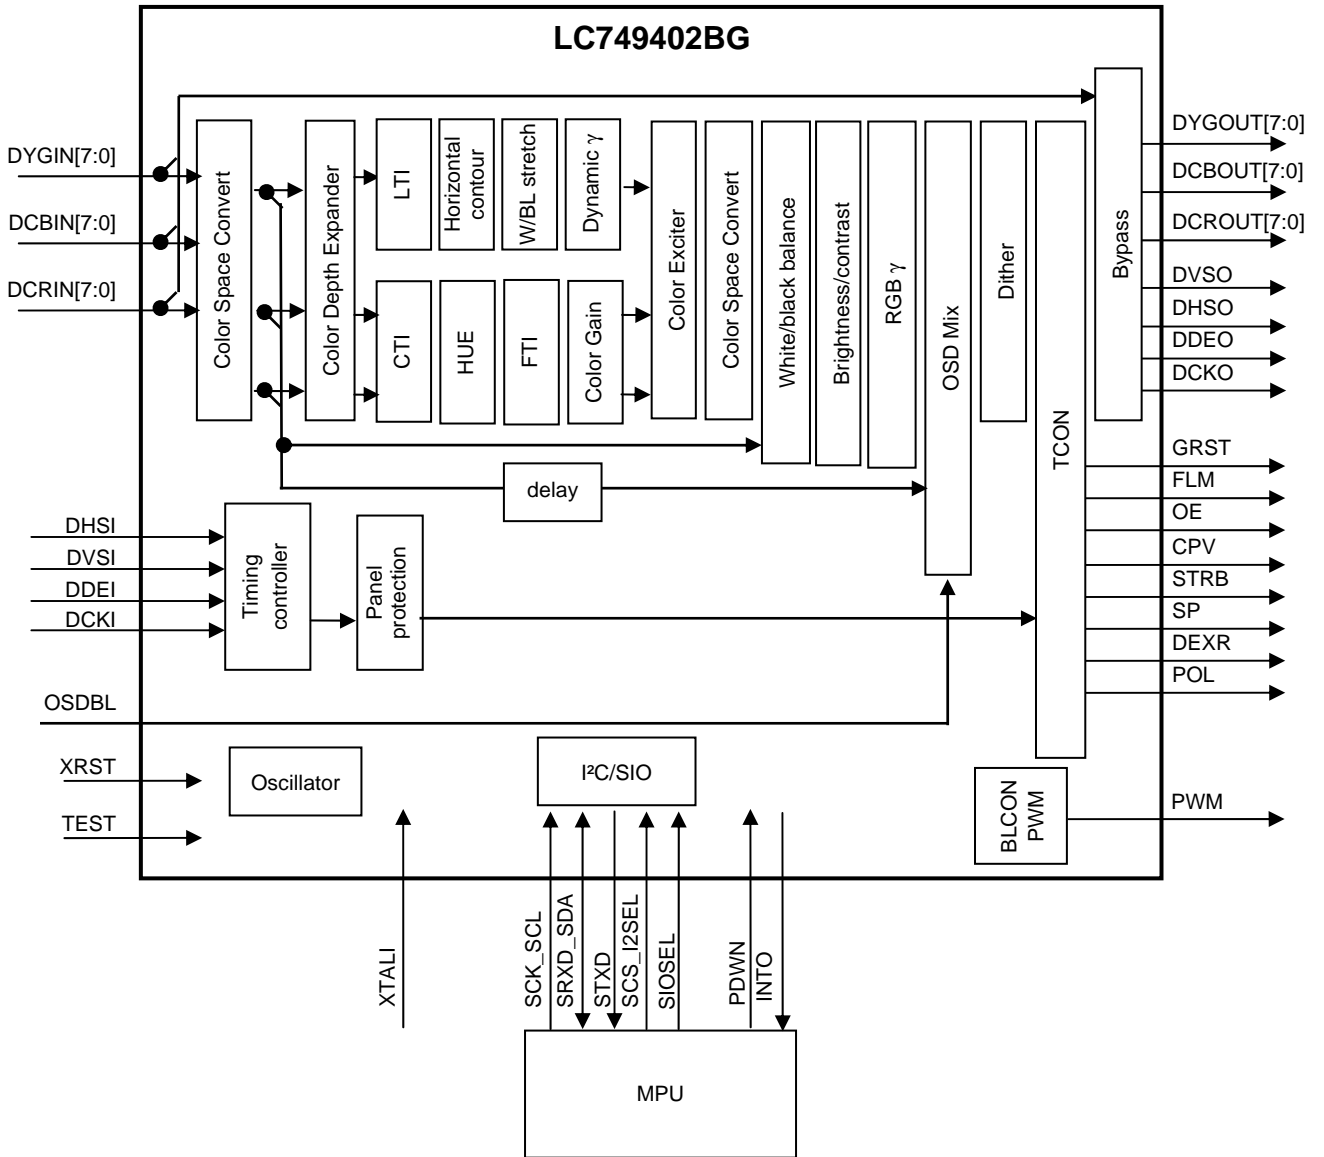 LC749402BG
DYGIN[7:0]
DCBIN[7:0]
DCRIN[7:0]
Color Space Convert
Color Depth Expander
LTI
Horizontal
contour
W/BL stretch
Dynamic γ
CTI
HUE
FTI
Color Gain
Color Exciter
Color Space Convert
White/black balance
Brightness/contrast
RGB γ
OSD Mix
Dither
TCON
Bypass
DYGOUT[7:0]
DCBOUT[7:0]
DCROUT[7:0]
DVSO
DHSO
DDEO
DCKO
GRST
FLM
OE
CPV
STRB
SP
DEXR
POL
delay
DHSI
DVSI
DDEI
DCKI
Timing
controller
Panel
protection
OSDBL
XRST
TEST
Oscillator
I²C/SIO
BLCON
PWM
PWM
XTALI
SCK_SCL
SRXD_SDA
STXD
SCS_I2SEL
SIOSEL
PDWN
INTO
MPU